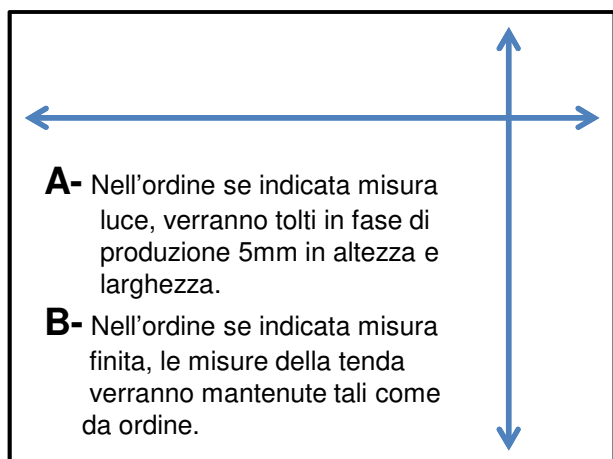 A- Nell’ordine se indicata misura
luce, verranno tolti in fase di
produzione 5mm in altezza e
larghezza.
B- Nell’ordine se indicata misura
finita, le misure della tenda
verranno mantenute tali come
da ordine.